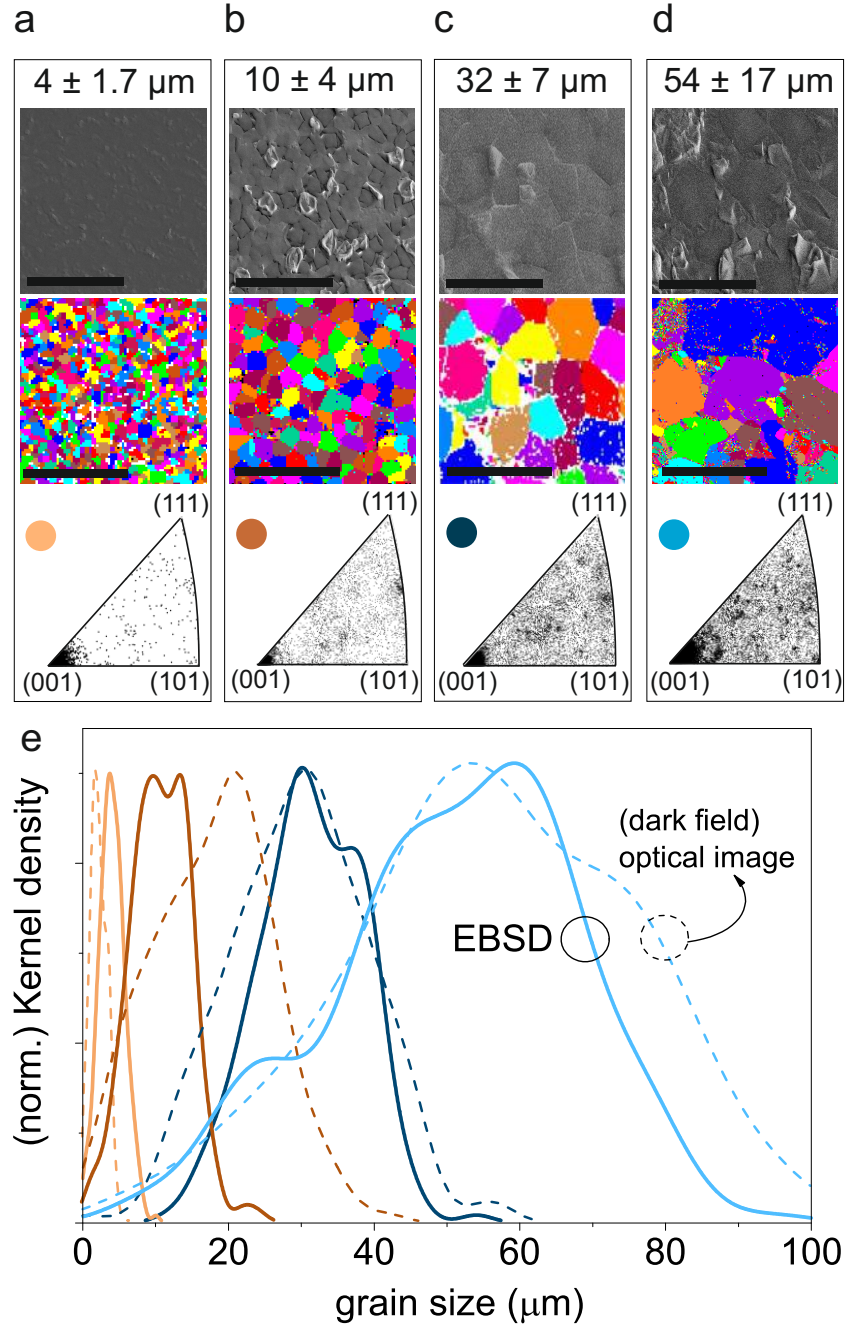 a
b
c
d
4 ± 1.7 µm
10 ± 4 µm
32 ± 7 µm
54 ± 17 µm
(111)
(111)
(111)
(111)
(001)
(101)
(001)
(101)
(001)
(101)
(001)
(101)
e
(norm.) Kernel density
(dark field)
optical image
EBSD
0
20
40
60
80
100
grain size (µm)